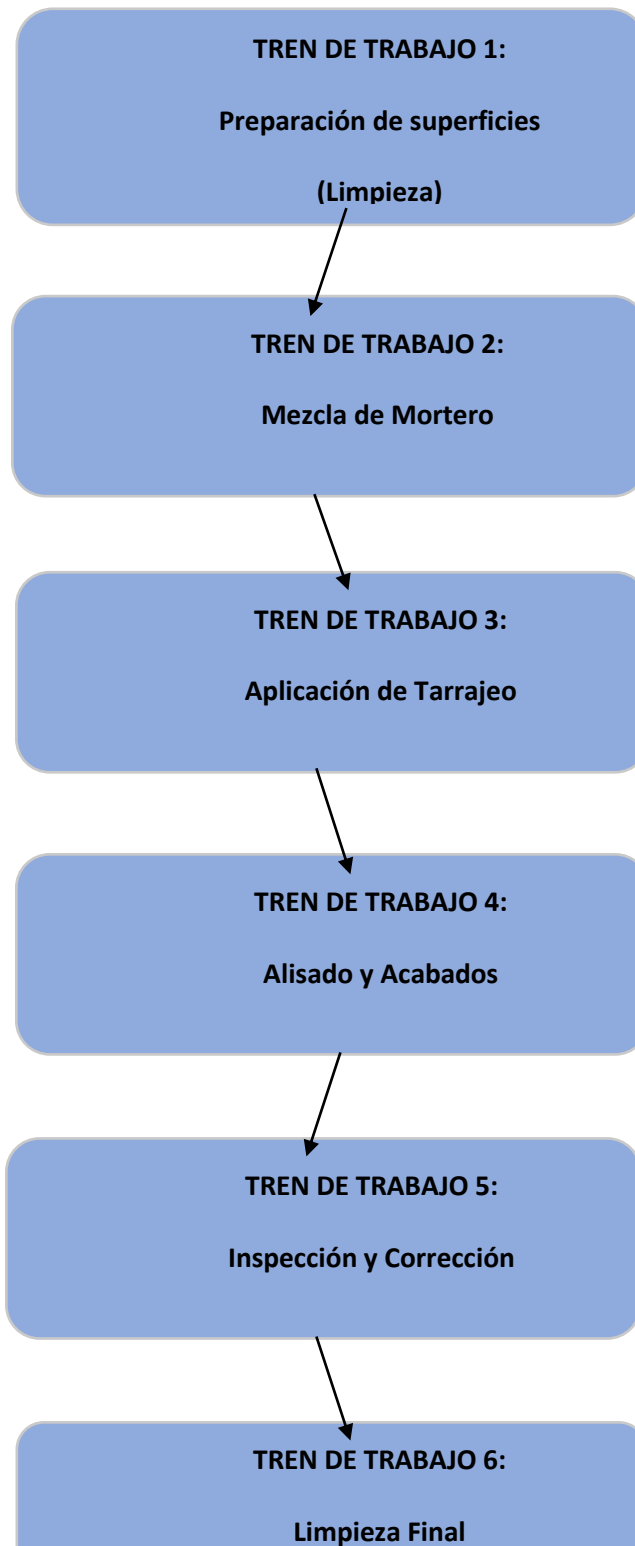 TREN DE TRABAJO 1:
Preparación de superficies
(Limpieza)
TREN DE TRABAJO 2:
Mezcla de Mortero
TREN DE TRABAJO 3:
Aplicación de Tarrajeo
TREN DE TRABAJO 4:
Alisado y Acabados
TREN DE TRABAJO 5:
Inspección y Corrección
TREN DE TRABAJO 6:
Limpieza Final